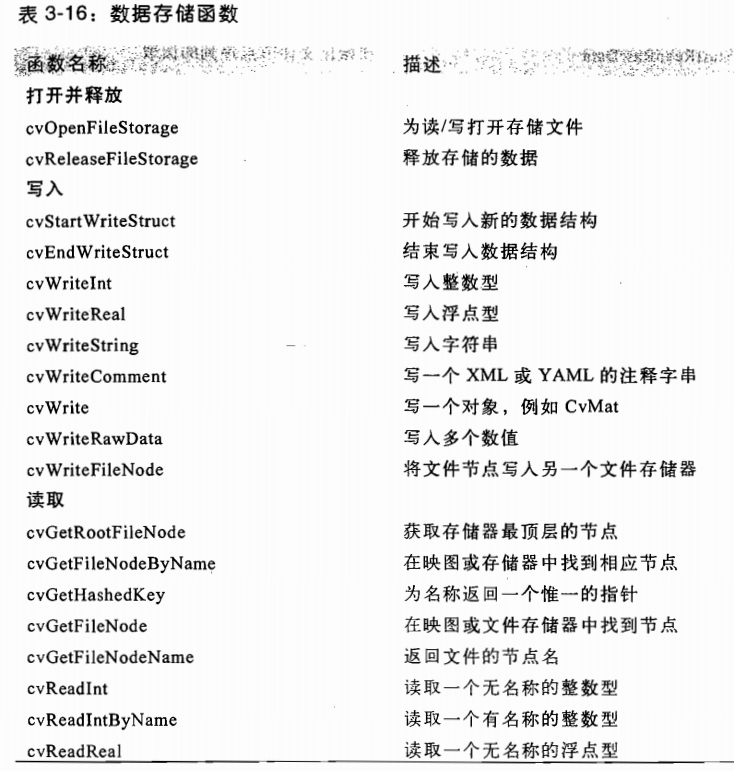 表 3-16：数据存储函数
函数名称 描述
打开并释放
cvOpenFileStorage 为读/写打开存储文件
cvReleaseFileStorage 释放存储的数据
写入
cvStartWriteStruct 开始写入新的数据结构
cvEndWriteStruct 结束写入数据结构
cvWriteInt 写入整数型
cvWriteReal 写入浮点型
cvWriteString 写入字符串
cvWriteComment 写一个 XML 或 YAML 的注释字串
cvWrite 写一个对象，例如 CvMat
cvWriteRawData 写入多个数值
cvWriteFileNode 将文件节点写入另一个文件存储器
读取
cvGetRootFileNode 获取存储器最顶层的节点
cvGetFileNodeByName 在映图或存储器中找到相应节点
cvGetHashedKey 为名称返回一个惟一的指针
cvGetFileNode 在映图或文件存储器中找到节点
cvGetFileNodeName 返回文件的节点名
cvReadInt 读取一个无名称的整数型
cvReadIntByName 读取一个有名称的整数型
cvReadReal 读取一个无名称的浮点型